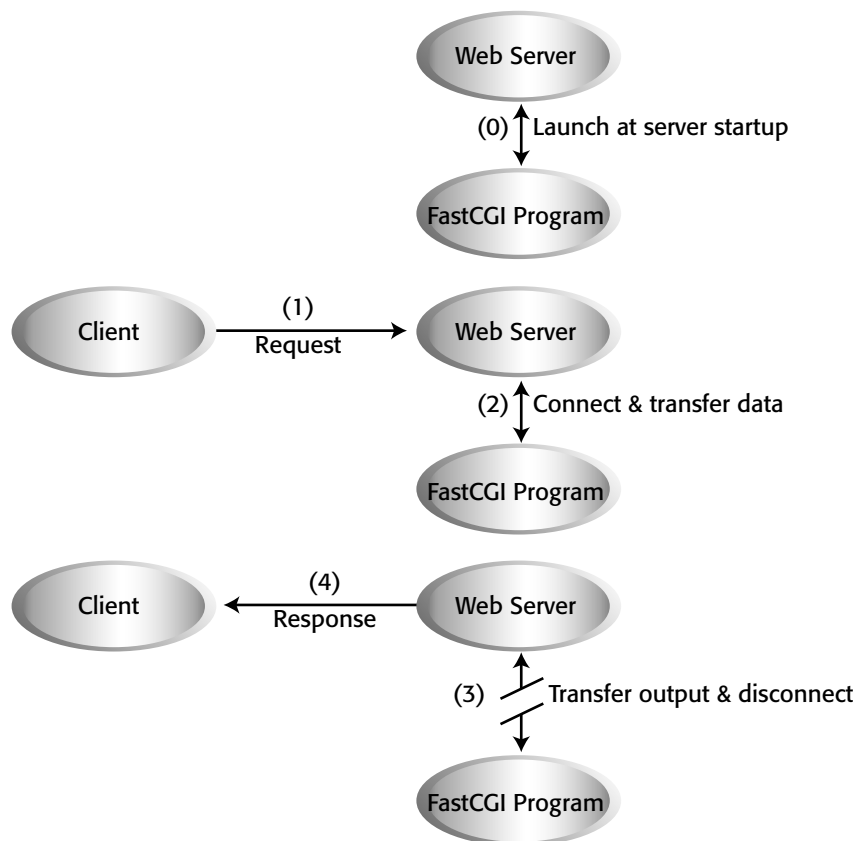 Web Server
(0) Launch at server startup
FastCGI Program
(1)
Client
Request
Web Server
(2) Connect & transfer data
FastCGI Program
(4)
Client
Response
Web Server
(3) Transfer output & disconnect
FastCGI Program